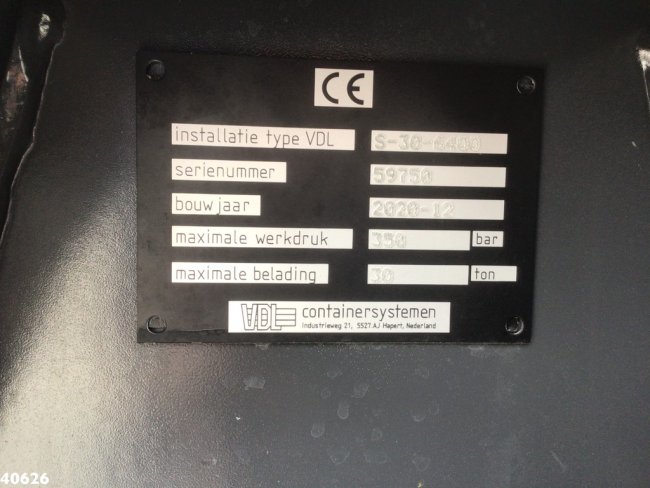 CE
installatie type VDL S-30-6400
serienummer 59750
bouwjaar 2020-12
maximale werkdruk 350 bar
maximale belading 30 ton
VDL containersystemen
Industrieweg 21, 5527 AJ Hapert, Nederland
40626